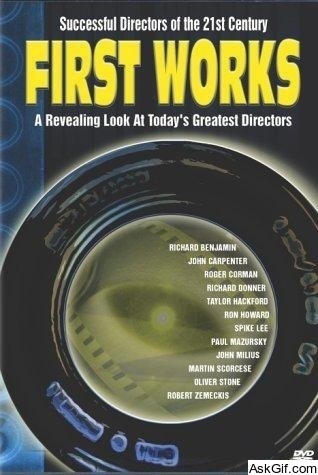 Successful Directors of the 21st Century
FIRST WORKS
A Revealing Look At Today's Greatest Directors
RICHARD BENJAMIN
JOHN CARPENTER
ROGER CORMAN
RICHARD DONNER
TAYLOR HACKFORD
RON HOWARD
SPIKE LEE
PAUL MAZURSKY
JOHN MILIUS
MARTIN SCORCESE
OLIVER STONE
ROBERT ZEMECKIS
DVD
AskGif.com